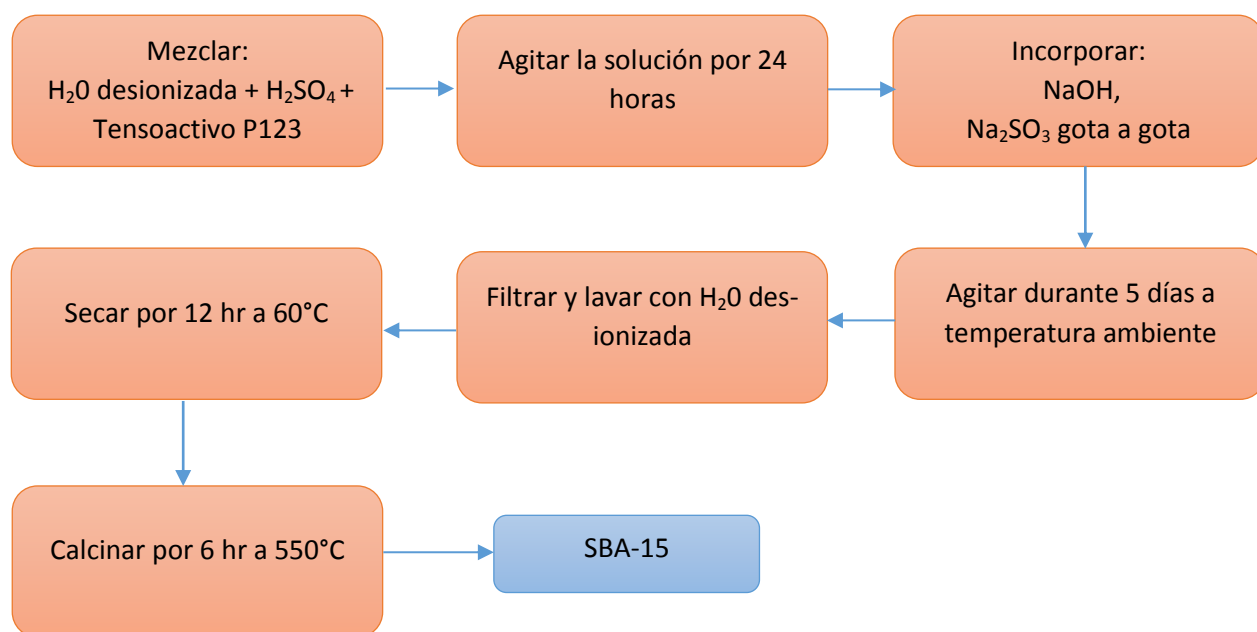 Mezclar:
H₂0 desionizada + H₂SO₄ +
Tensoactivo P123
Agitar la solución por 24
horas
Incorporar:
NaOH,
Na₂SO₃ gota a gota
Agitar durante 5 días a
temperatura ambiente
Filtrar y lavar con H₂0 des-
ionizada
Secar por 12 hr a 60°C
Calcinar por 6 hr a 550°C
SBA-15